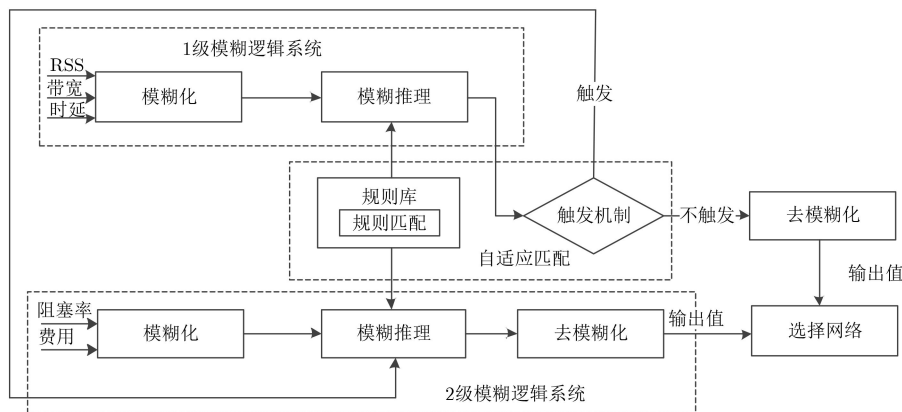 1级模糊逻辑系统
RSS
带宽
时延
模糊化
模糊推理
触发
规则库
规则匹配
触发机制
不触发
去模糊化
自适应匹配
输出值
阻塞率
费用
模糊化
模糊推理
去模糊化
输出值
选择网络
2级模糊逻辑系统